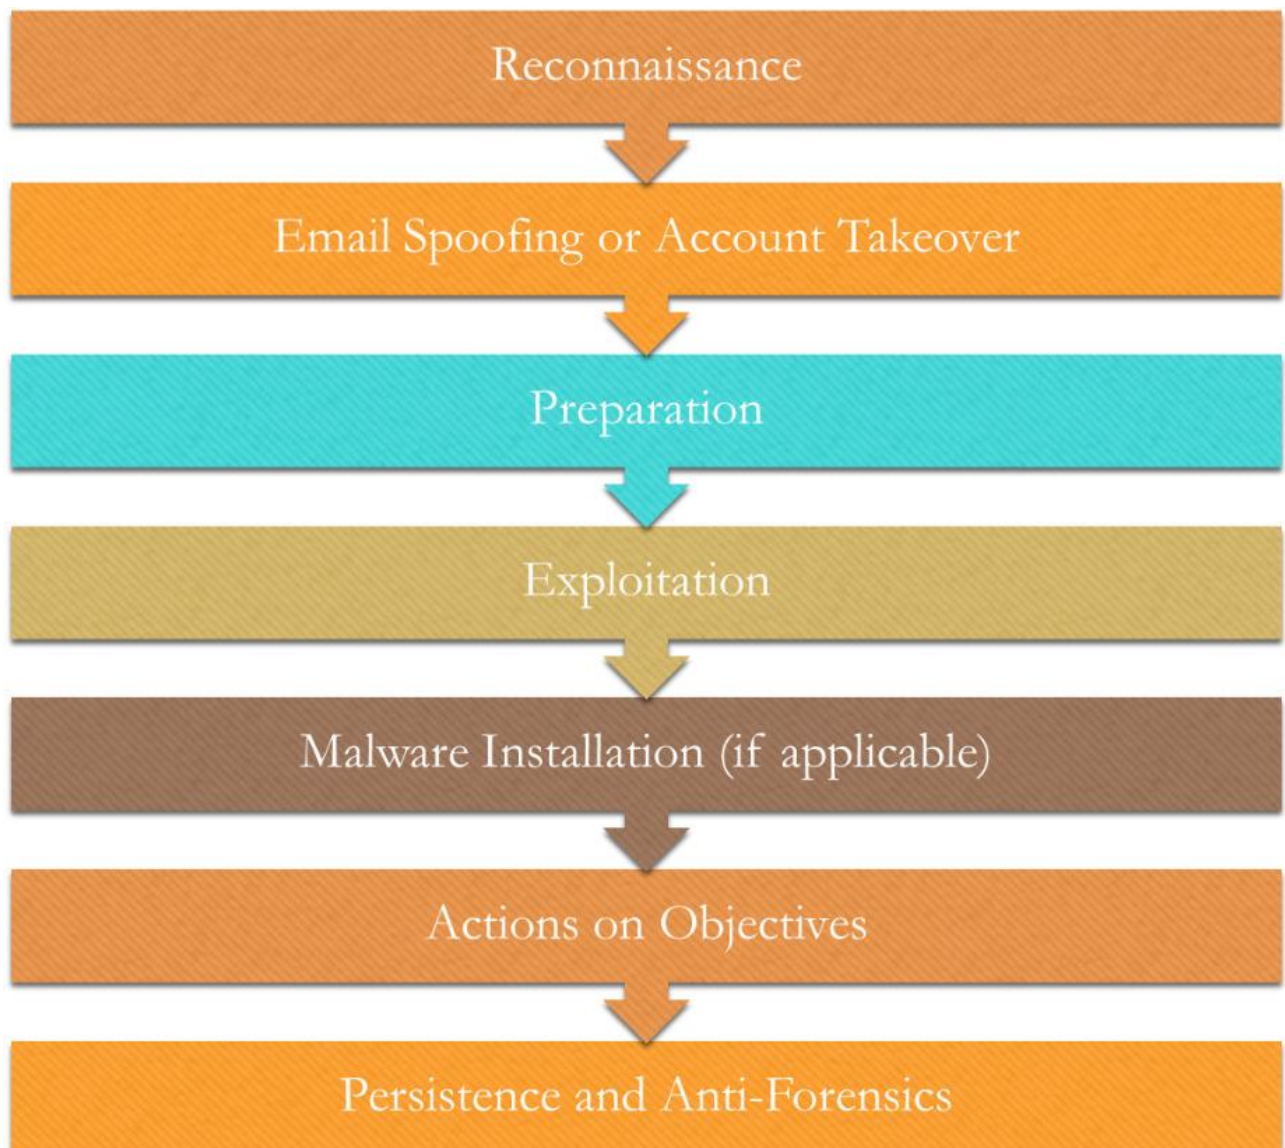 Reconnaissance
Email Spoofing or Account Takeover
Preparation
Exploitation
Malware Installation (if applicable)
Actions on Objectives
Persistence and Anti-Forensics